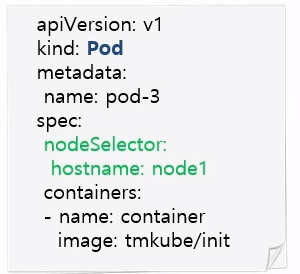 apiVersion: v1
kind: Pod
metadata:
 name: pod-3
spec:
 nodeSelector:
  hostname: node1
 containers:
 - name: container
   image: tmkube/init